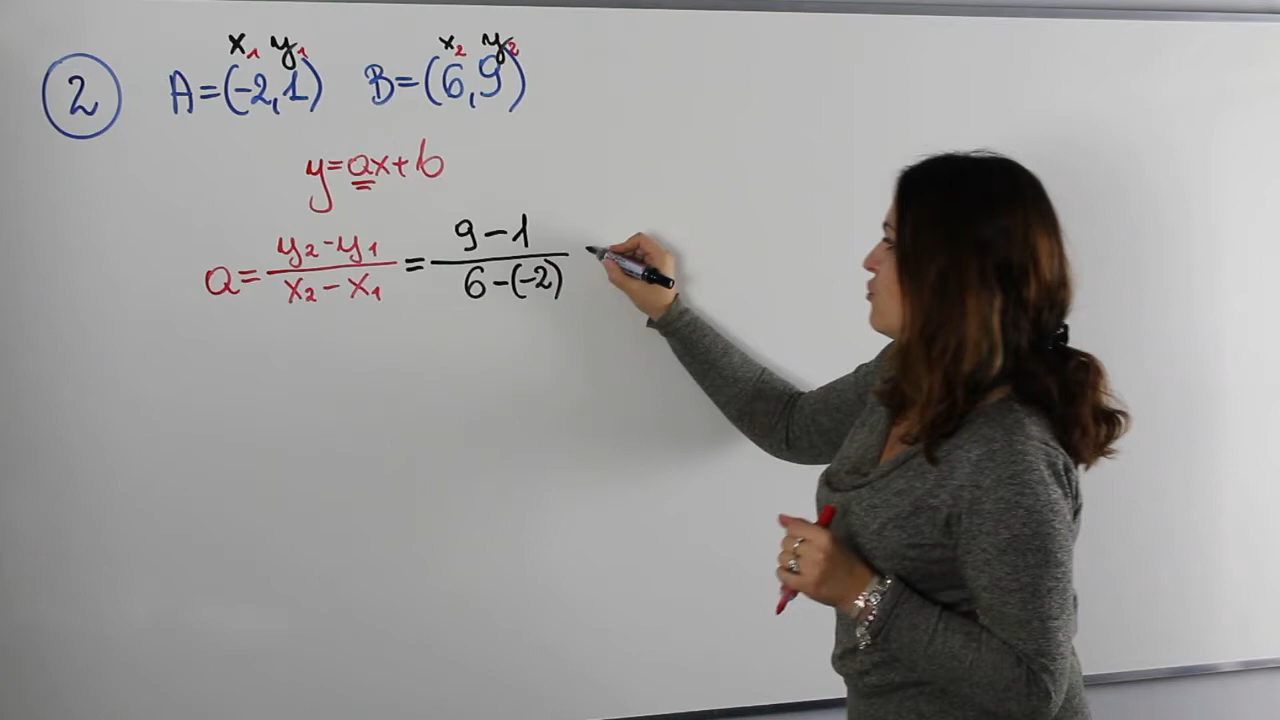 x₁ y₁ x₂ y₂
2 A=(-2,1) B=(6,9)
y=ax+b
a= y₂-y₁ / x₂-x₁ = 9-1 / 6-(-2)